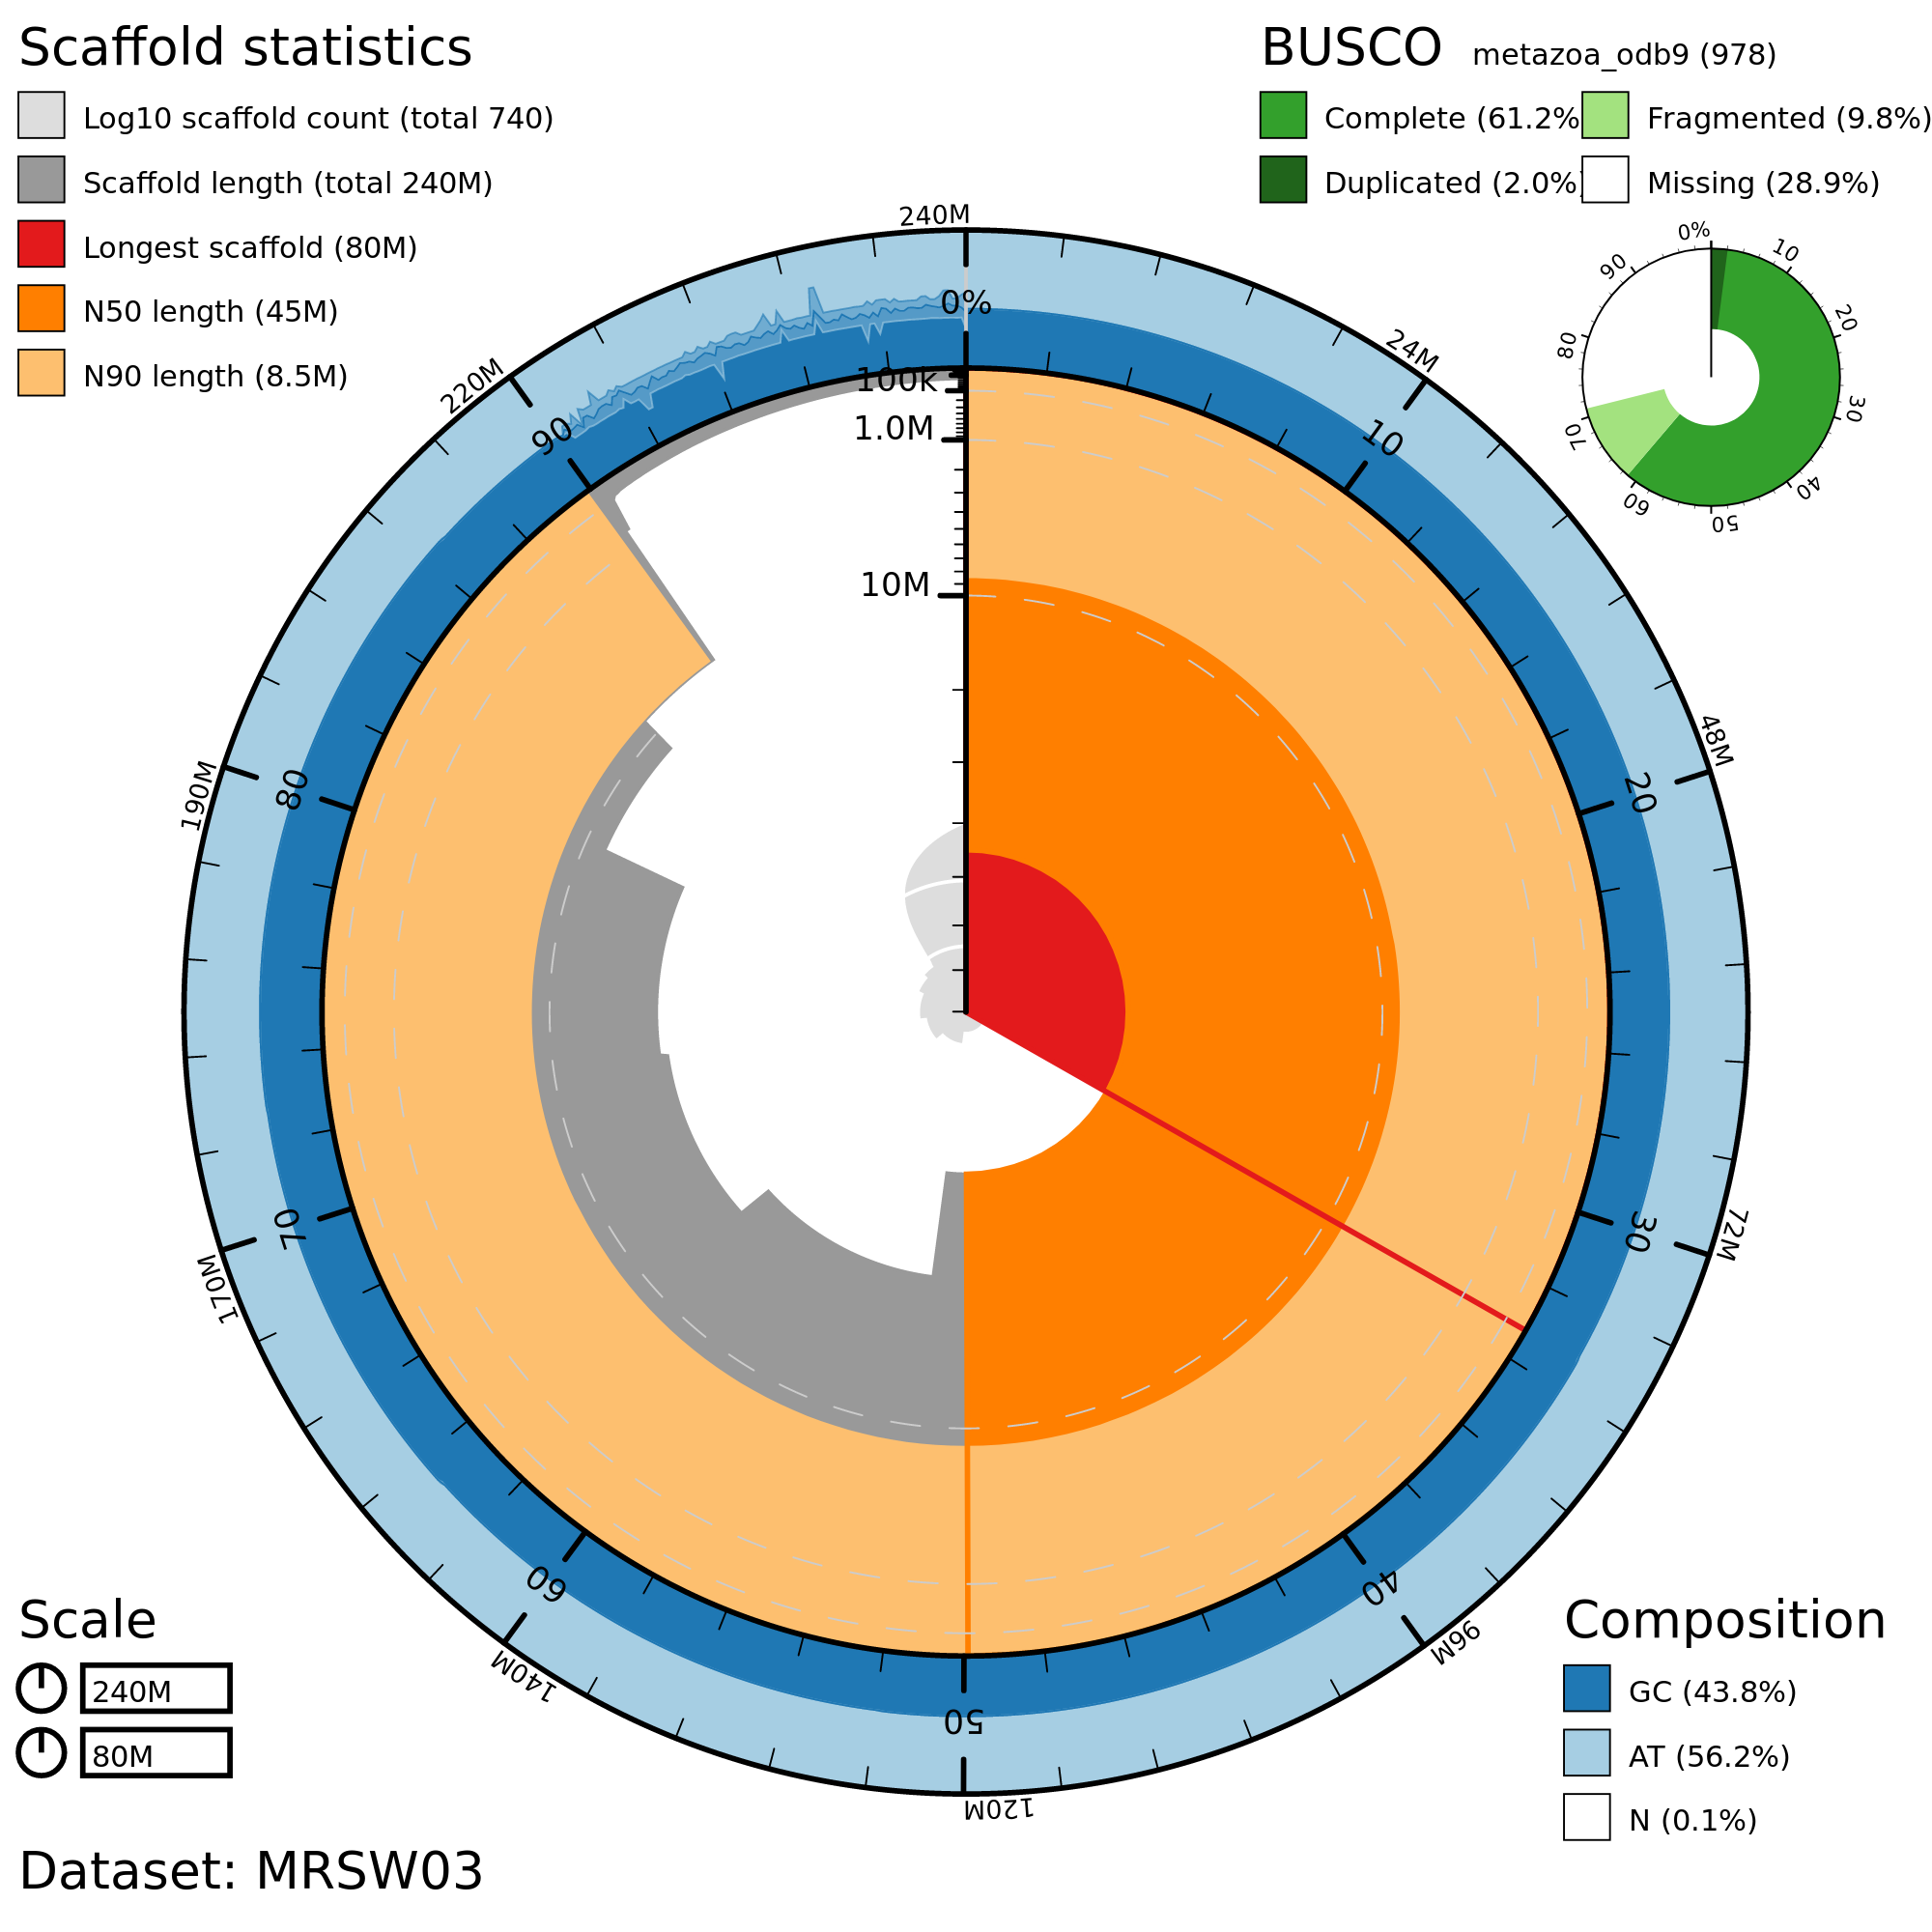 Scaffold statistics
Log10 scaffold count (total 740)
Scaffold length (total 240M)
Longest scaffold (80M)
N50 length (45M)
N90 length (8.5M)
BUSCO metazoa_odb9 (978)
Complete (61.2%
Fragmented (9.8%)
Duplicated (2.0%)
Missing (28.9%)
0%
10
20
30
40
50
60
70
80
90
240M
24M
48M
72M
96M
120M
140M
170M
190M
220M
0%
10
20
30
40
50
60
70
80
90
100k
1.0M
10M
Scale
240M
80M
Composition
GC (43.8%)
AT (56.2%)
N (0.1%)
Dataset: MRSW03